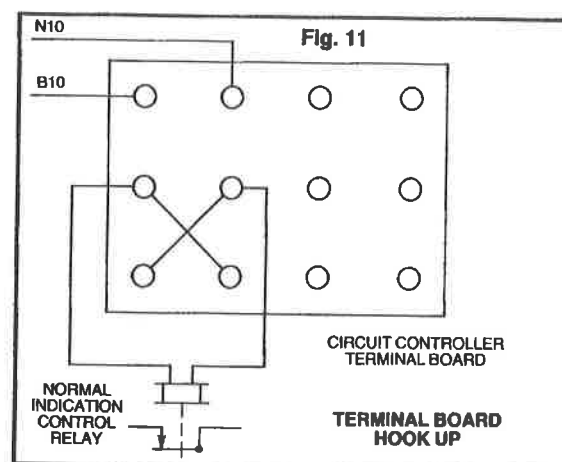 N10
Fig. 11
B10
CIRCUIT CONTROLLER
TERMINAL BOARD
NORMAL
INDICATION
CONTROL
RELAY
TERMINAL BOARD
HOOK UP